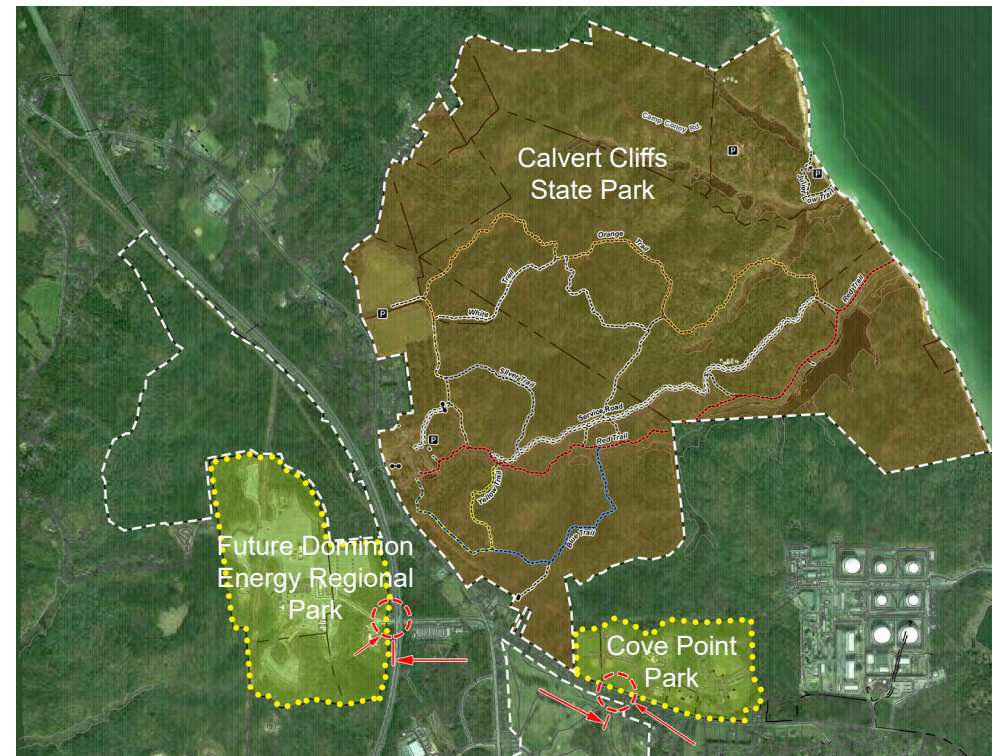 Camp Conoy Rd.
Calvert Cliffs
State Park
P
P
Orange
Trail
Trail
White
P
Red Trail
Silver Trail
Service Road
P
Red Trail
Yellow Trail
Blue Trail
Future Dominion
Energy Regional
Park
Cove Point
Park